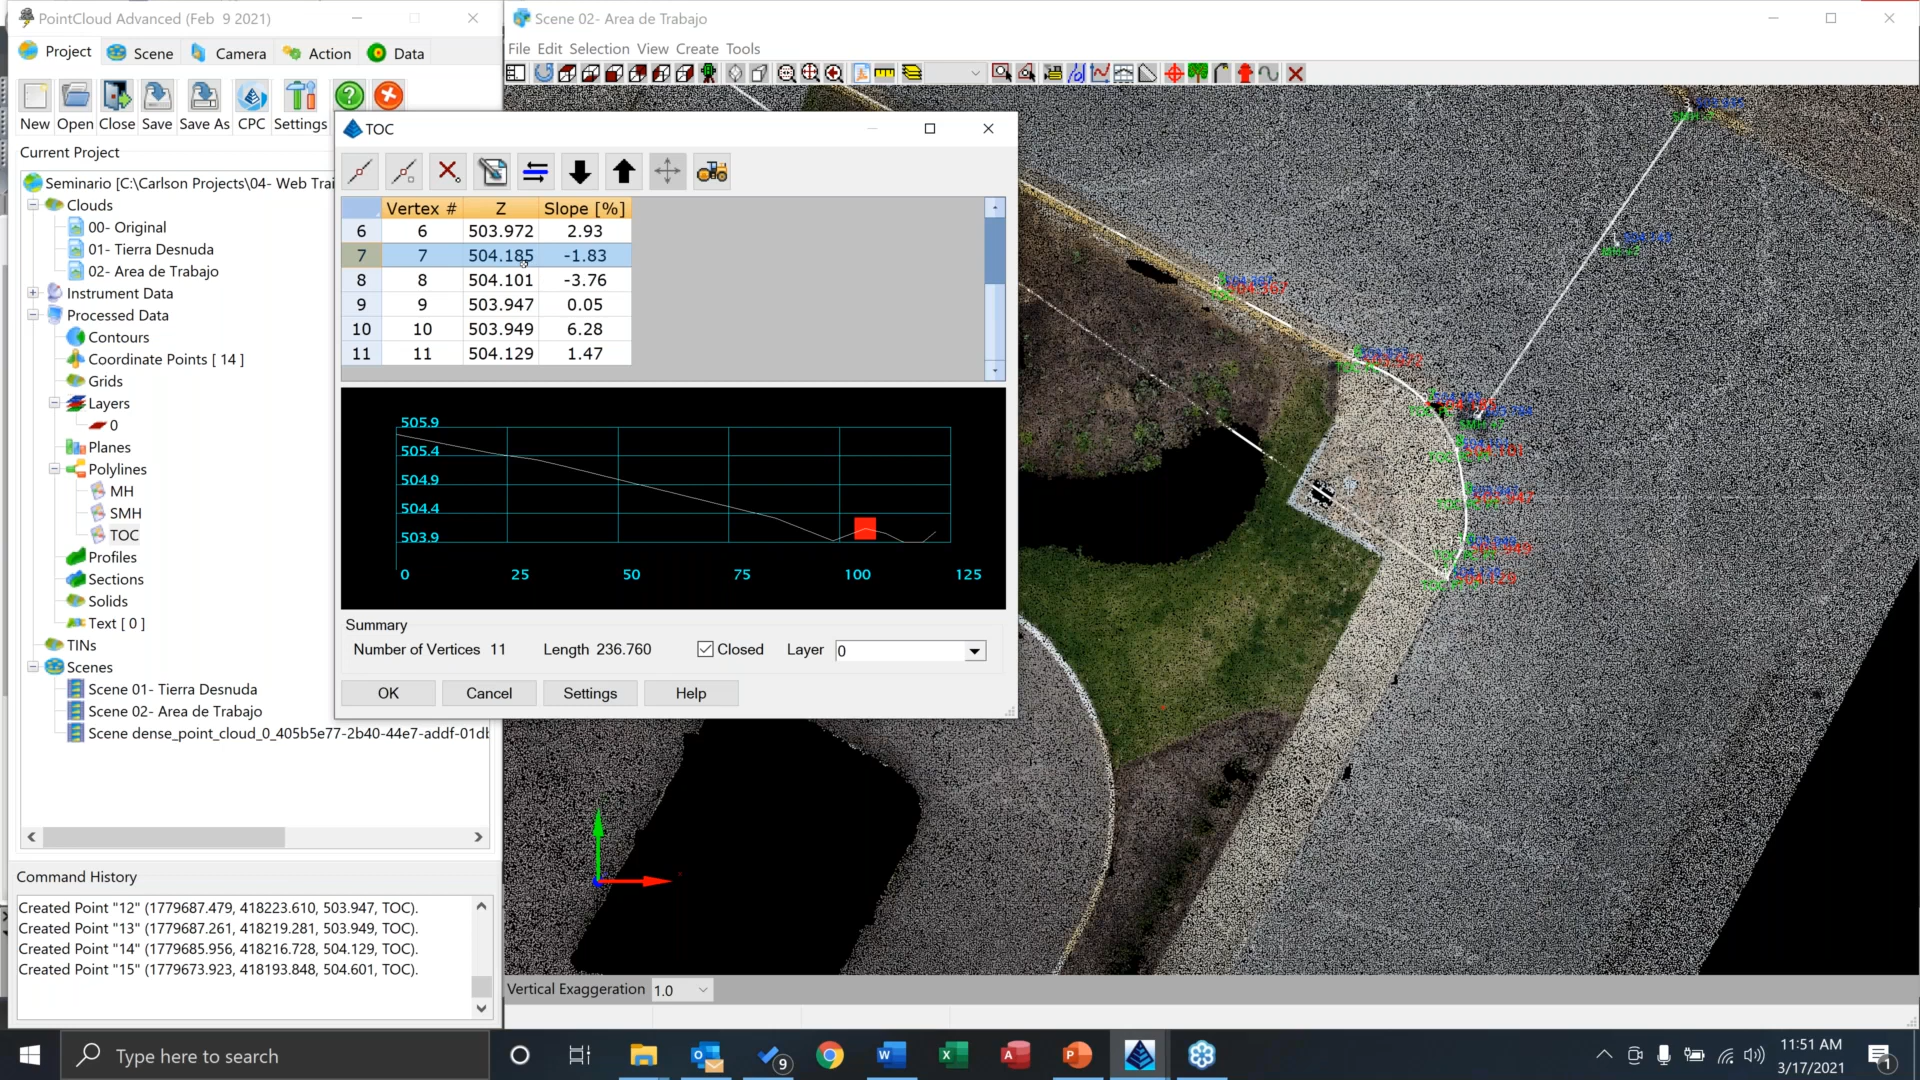 PointCloud Advanced (Feb 9 2021)
Scene 02- Area de Trabajo
Project Scene Camera Action Data
File Edit Selection View Create Tools
New Open Close Save Save As CPC Settings
Current Project
Seminario [C:\Carlson Projects\04- Web Trai
Clouds
00- Original
01- Tierra Desnuda
02- Area de Trabajo
Instrument Data
Processed Data
Contours
Coordinate Points [ 14 ]
Grids
Layers
0
Planes
Polylines
MH
SMH
TOC
Profiles
Sections
Solids
Text [ 0 ]
TINs
Scenes
Scene 01- Tierra Desnuda
Scene 02- Area de Trabajo
Scene dense_point_cloud_0_405b5e77-2b40-44e7-addf-01db
Command History
Created Point "12" (1779687.479, 418223.610, 503.947, TOC).
Created Point "13" (1779687.261, 418219.281, 503.949, TOC).
Created Point "14" (1779685.956, 418216.728, 504.129, TOC).
Created Point "15" (1779673.923, 418193.848, 504.601, TOC).
TOC
Vertex # Z Slope [%]
6 6 503.972 2.93
7 7 504.185 -1.83
8 8 504.101 -3.76
9 9 503.947 0.05
10 10 503.949 6.28
11 11 504.129 1.47
505.9
505.4
504.9
504.4
503.9
0 25 50 75 100 125
Summary
Number of Vertices 11 Length 236.760 Closed Layer 0
OK Cancel Settings Help
Vertical Exaggeration 1.0
Type here to search
9
11:51 AM
3/17/2021
1